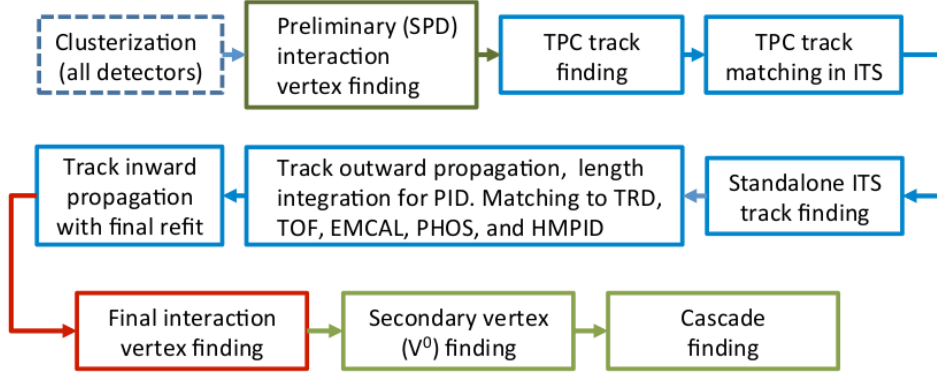 Clusterization
(all detectors)
Preliminary (SPD)
interaction
vertex finding
TPC track
finding
TPC track
matching in ITS
Track inward
propagation
with final refit
Track outward propagation, length
integration for PID. Matching to TRD,
TOF, EMCAL, PHOS, and HMPID
Standalone ITS
track finding
Final interaction
vertex finding
Secondary vertex
(V⁰) finding
Cascade
finding